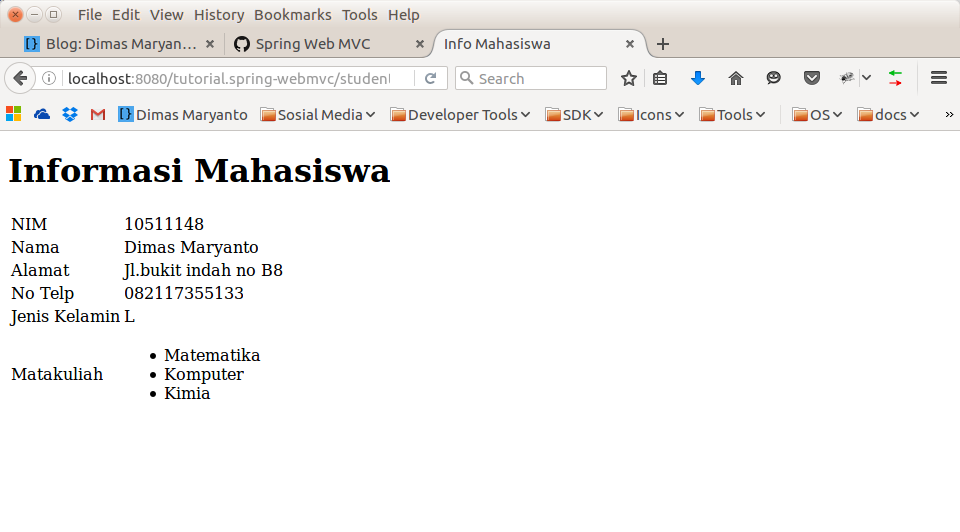 File Edit View History Bookmarks Tools Help
Blog: Dimas Maryan... Spring Web MVC Info Mahasiswa
localhost:8080/tutorial.spring-webmvc/student Search
Dimas Maryanto Sosial Media Developer Tools SDK Icons Tools OS docs
Informasi Mahasiswa
NIM 10511148
Nama Dimas Maryanto
Alamat Jl.bukit indah no B8
No Telp 082117355133
Jenis Kelamin L
Matakuliah
• Matematika
• Komputer
• Kimia